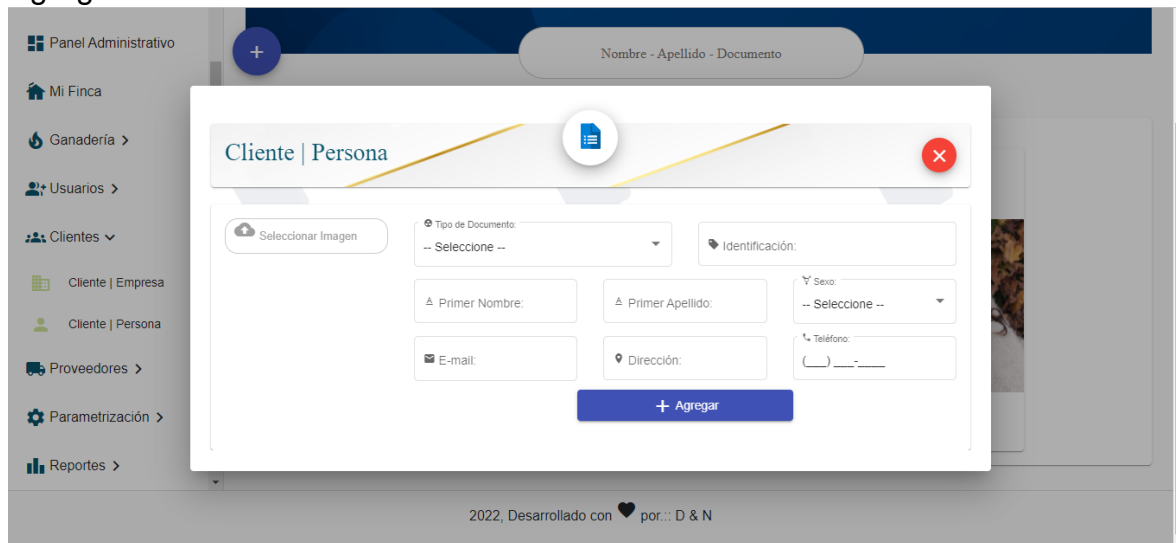 Panel Administrativo
Mi Finca
Ganadería >
Usuarios >
Clientes
Cliente | Empresa
Cliente | Persona
Proveedores >
Parametrización >
Reportes >
+
Nombre - Apellido - Documento
Cliente | Persona
Seleccionar Imagen
Tipo de Documento:
-- Seleccione --
Identificación:
Primer Nombre:
Primer Apellido:
Sexo:
-- Seleccione --
E-mail:
Dirección:
Teléfono:
(___) ___-____
+ Agregar
2022, Desarrollado con ♥ por.:: D & N